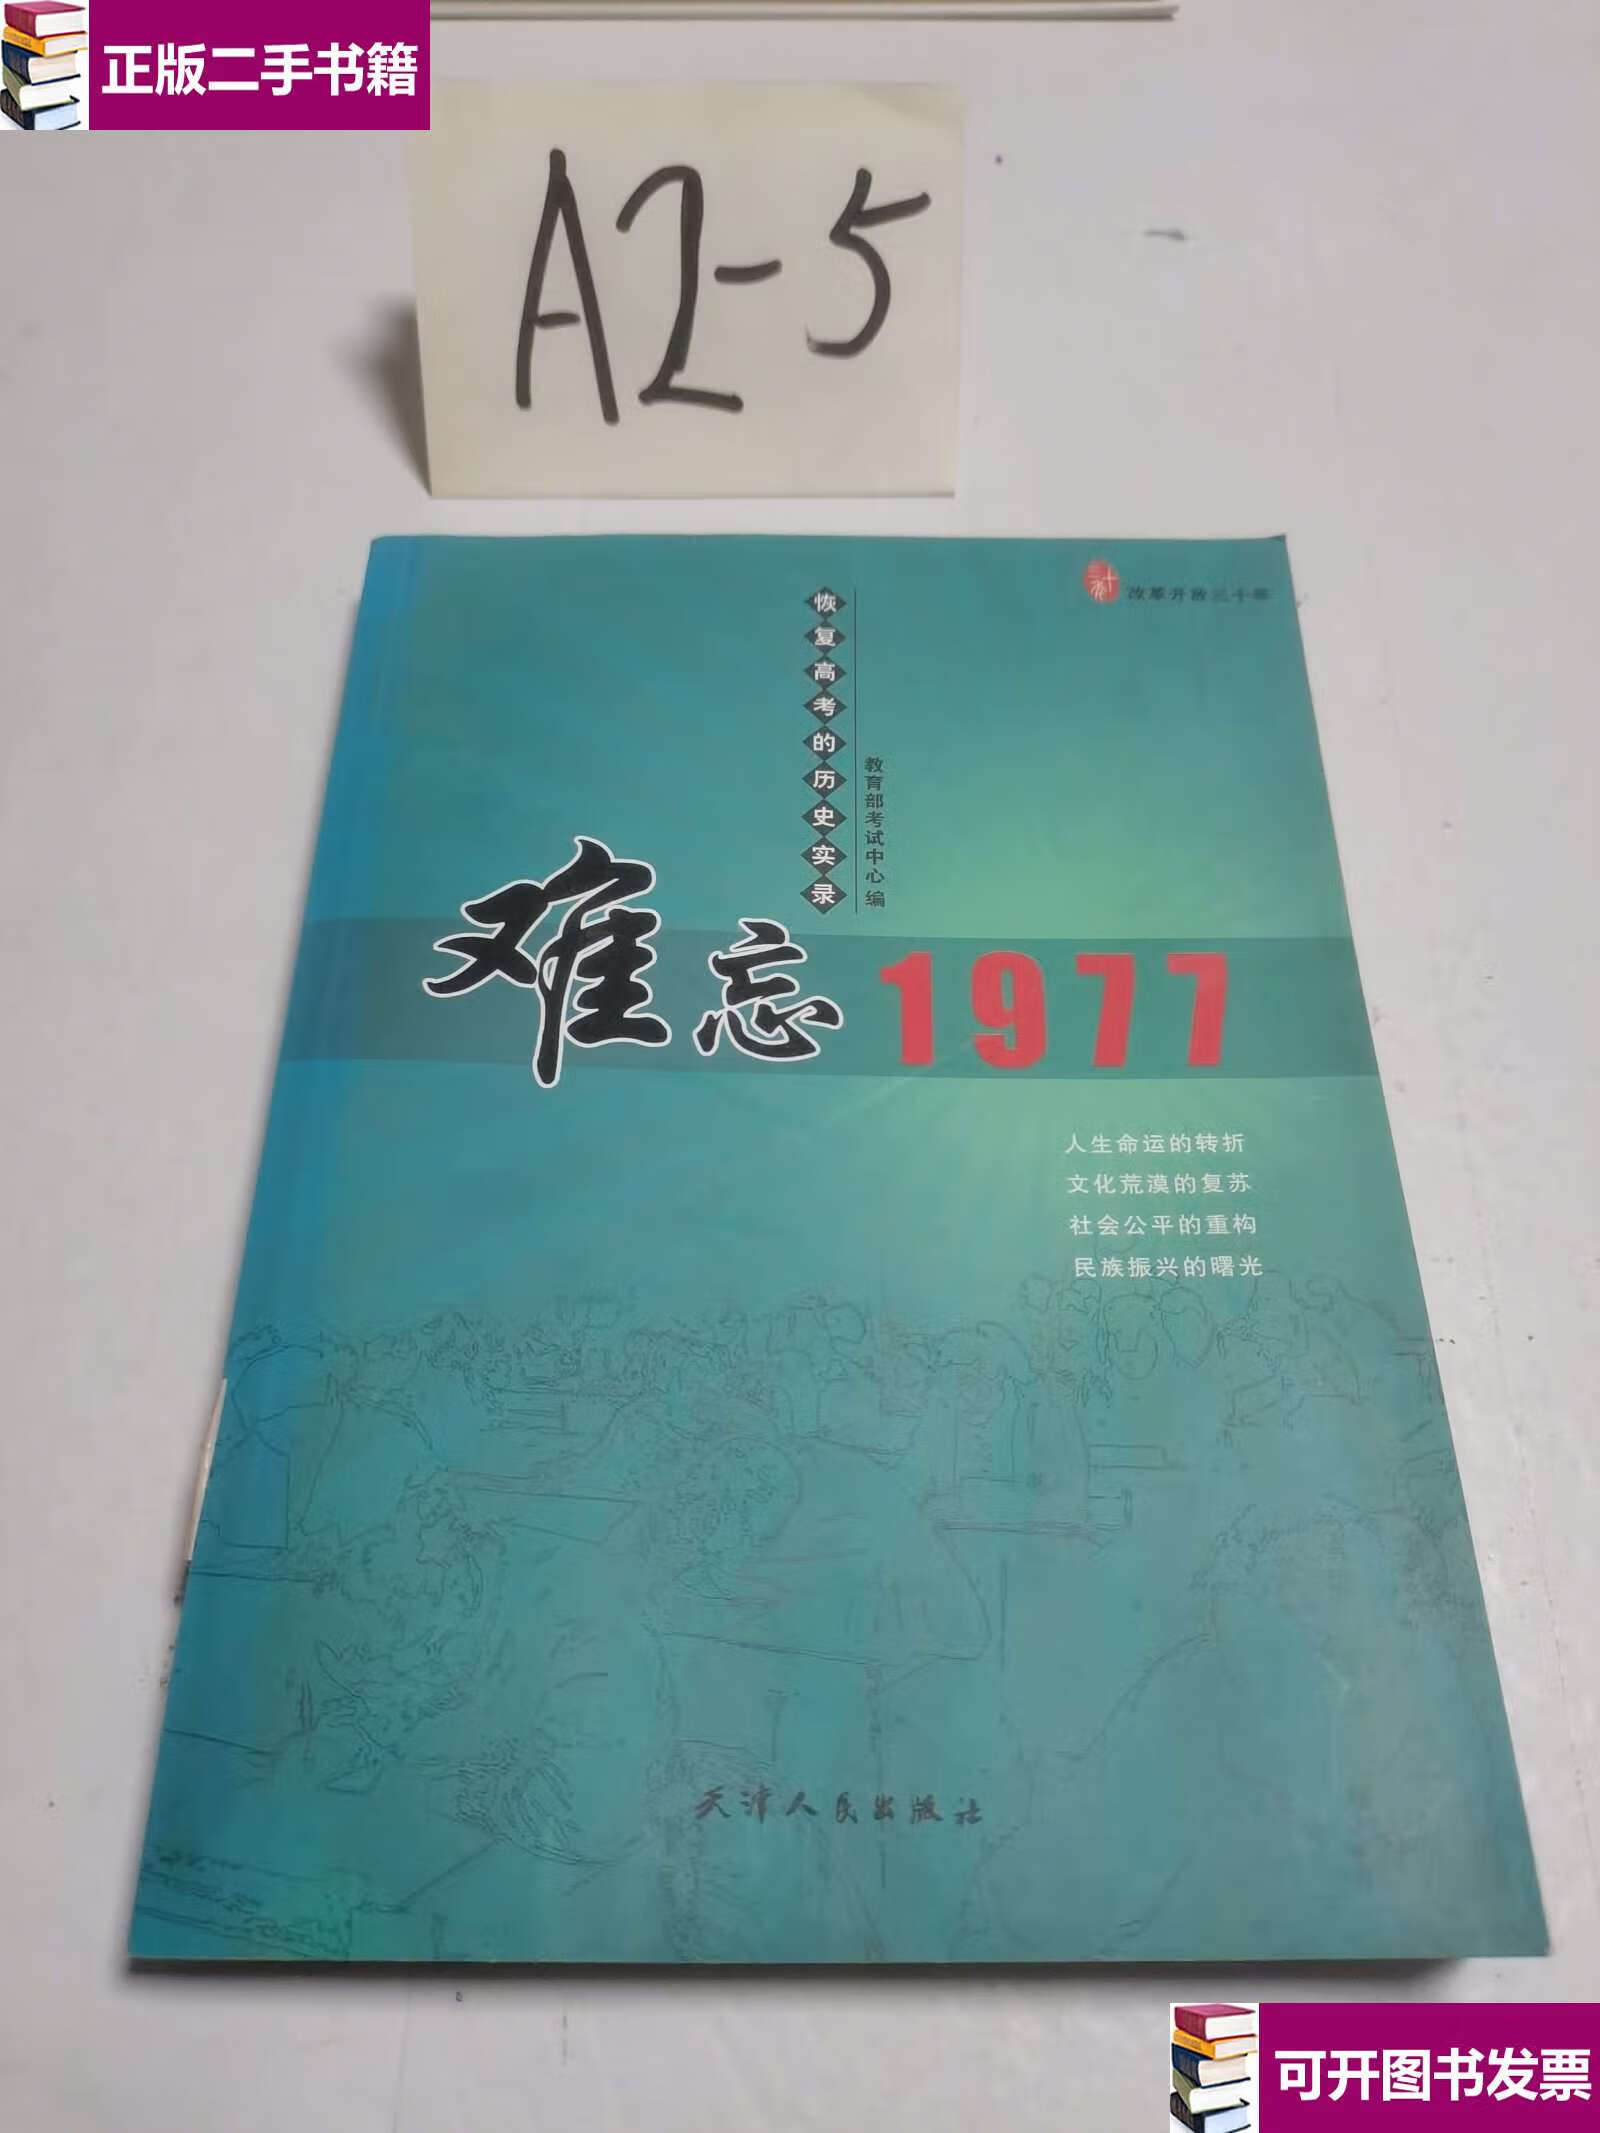 正版二手书籍
A2-5
改革开放三十年
恢复高考的历史实录
教育部考试中心 编
难忘1977
人生命运的转折
文化荒漠的复苏
社会公平的重构
民族振兴的曙光
天津人民出版社
可开图书发票